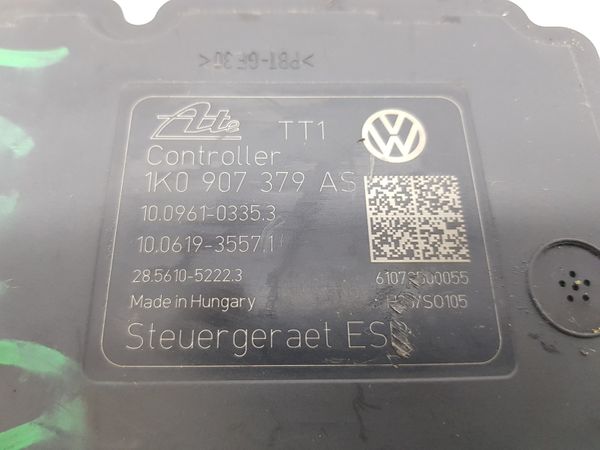 >PBT-GF30<
Ate TT1
Controller
1K0 907 379 AS
10.0961-0335.3
10.0619-3557.1
28.5610-5222.3
Made in Hungary
Steuergeraet